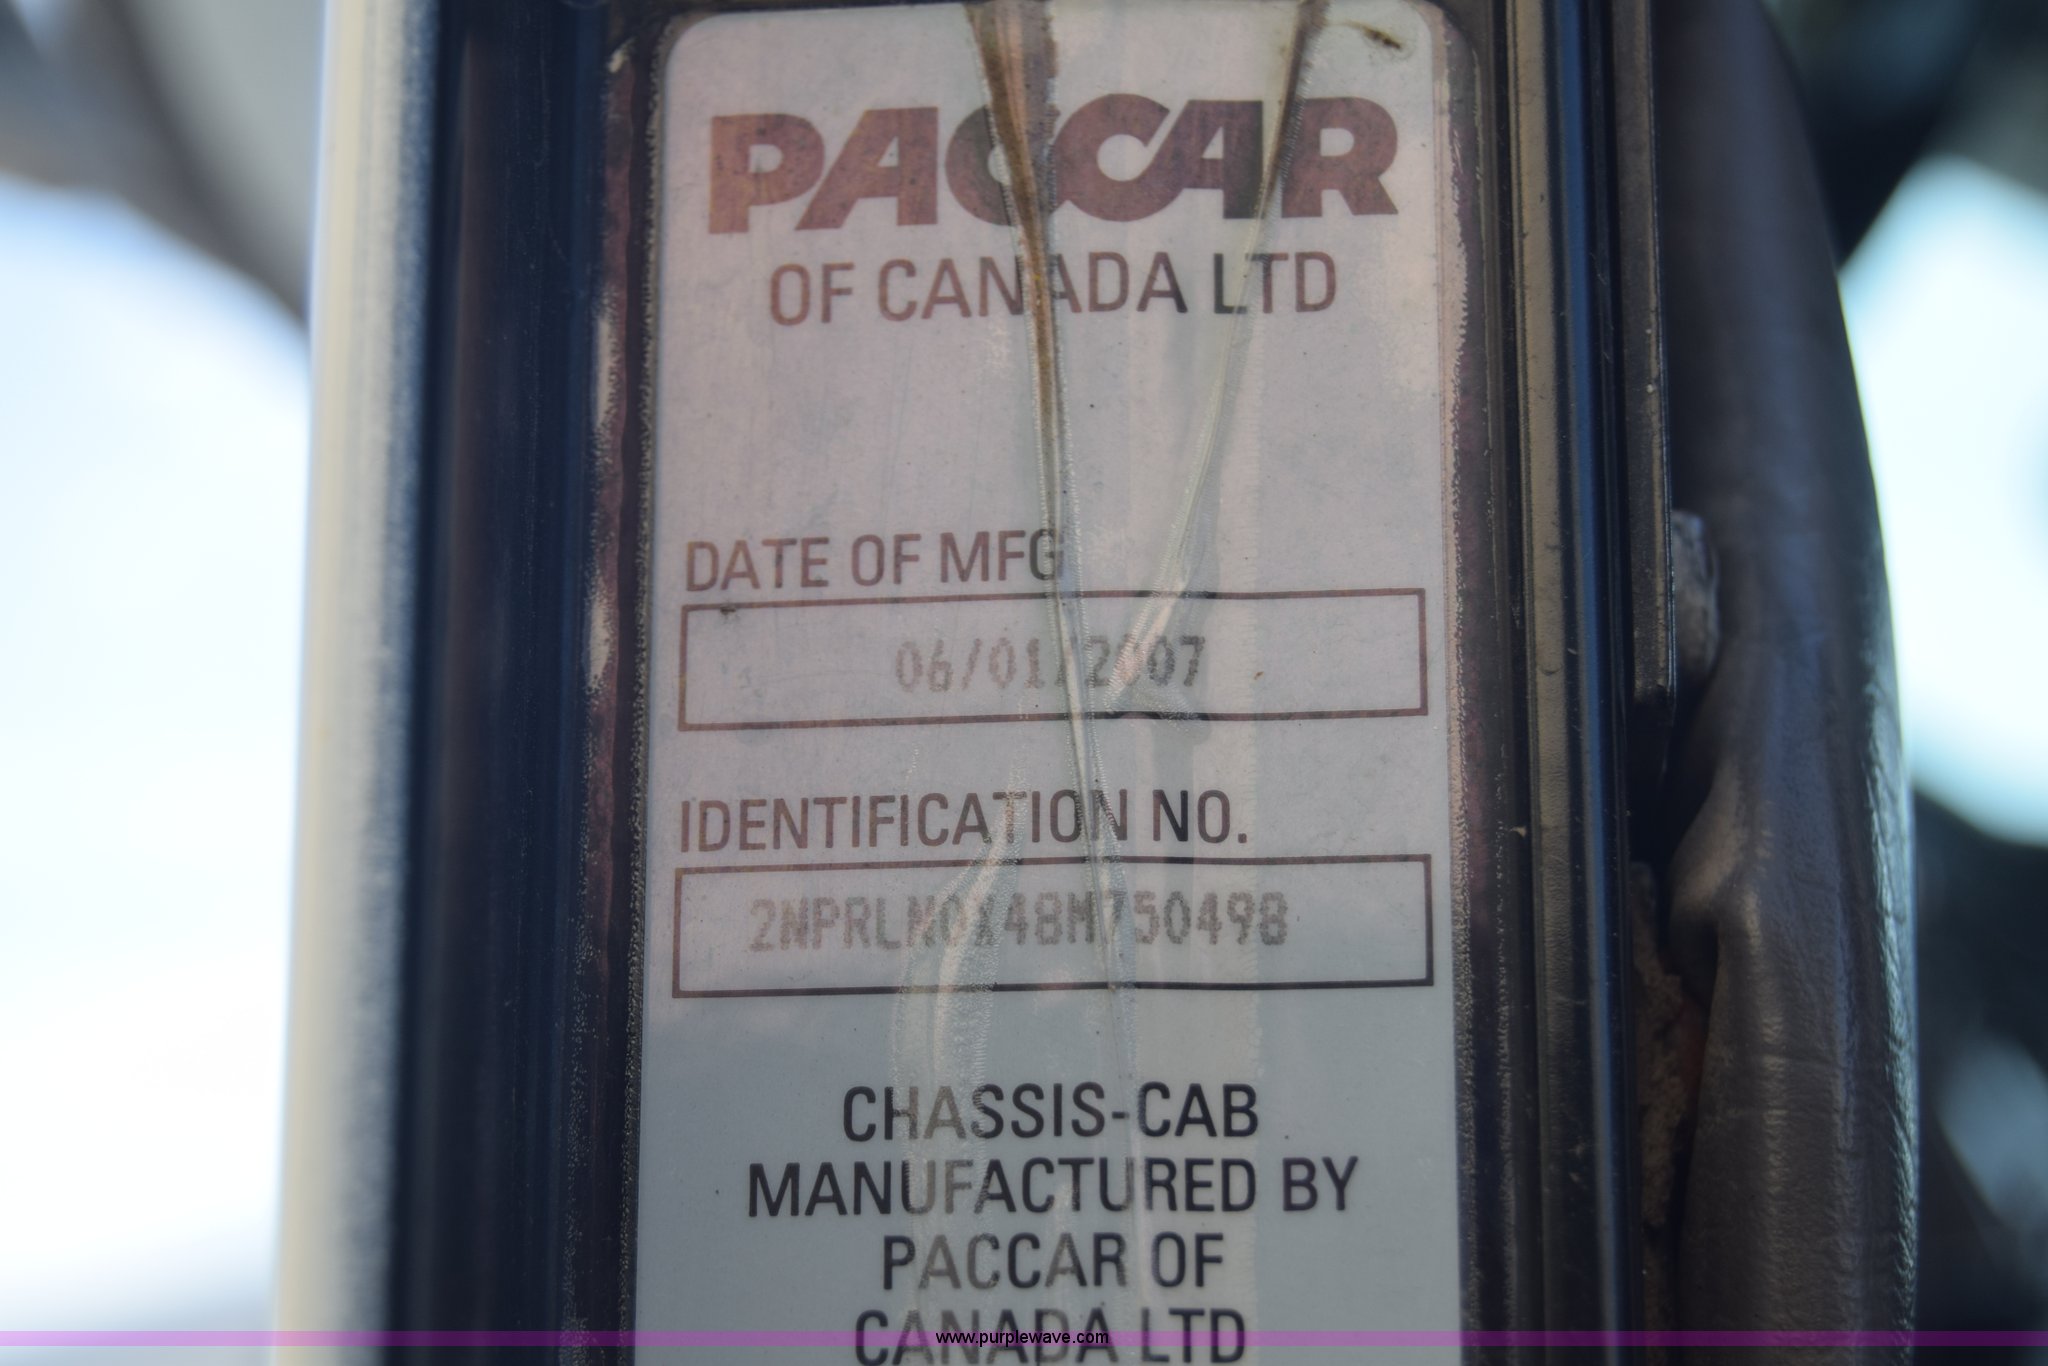 PACCAR
OF CANADA LTD
DATE OF MFG
06/01/2007
IDENTIFICATION NO.
2NPRLN0X48M750498
CHASSIS-CAB
MANUFACTURED BY
PACCAR OF
CANADA LTD
www.purplewave.com